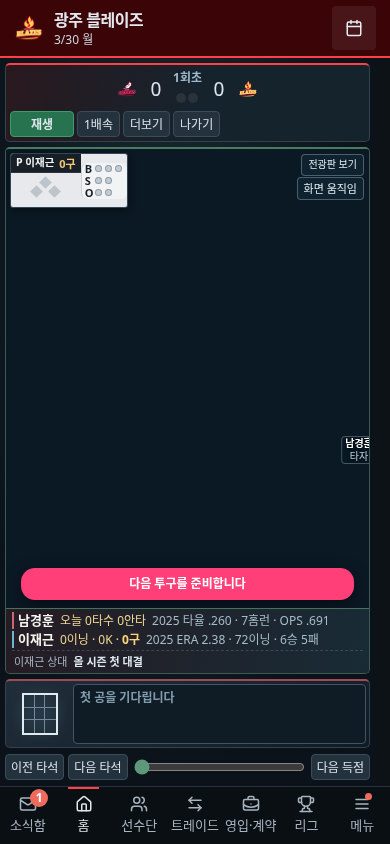 광주 블레이즈
3/30 월
1회초
0
0
재생
1배속
더보기
나가기
P 이재근 0구
B
S
O
전광판 보기
화면 움직임
남경훈
타자
다음 투구를 준비합니다
남경훈 오늘 0타수 0안타 2025 타율 .260 · 7홈런 · OPS .691
이재근 0이닝 · 0K · 0구 2025 ERA 2.38 · 72이닝 · 6승 5패
이재근 상대 올 시즌 첫 대결
첫 공을 기다립니다
이전 타석
다음 타석
다음 득점
1
소식함
홈
선수단
트레이드
영입·계약
리그
메뉴